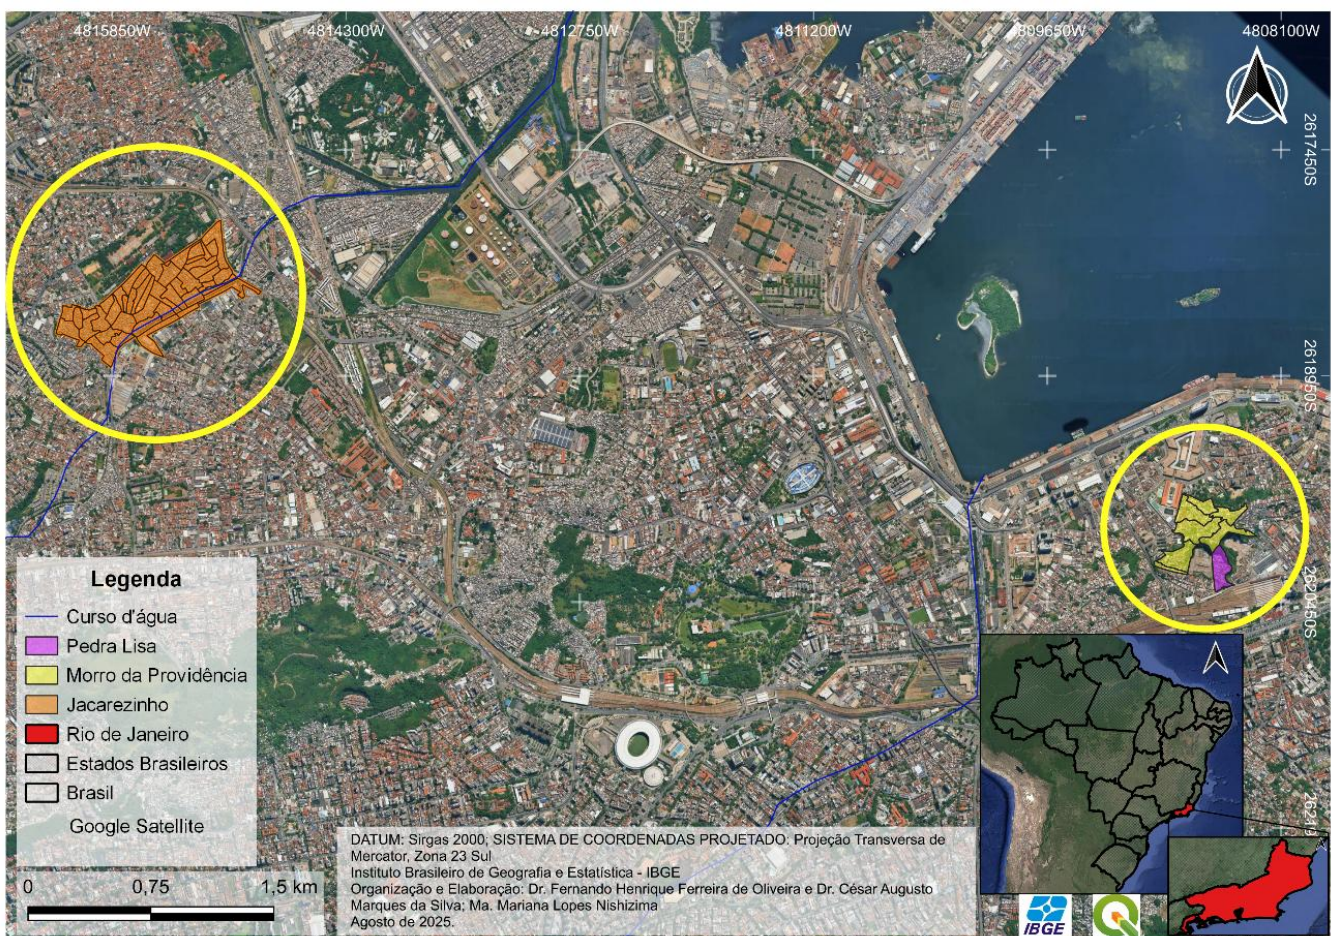 4815850W
4814300W
4812750W
4811200W
4809650W
4808100W
2617450S
2618950S
2620450S
Legenda
Curso d'água
Pedra Lisa
Morro da Providência
Jacarezinho
Rio de Janeiro
Estados Brasileiros
Brasil
Google Satellite
0
0,75
1,5 km
DATUM: Sirgas 2000; SISTEMA DE COORDENADAS PROJETADO: Projeção Transversa de
Mercator, Zona 23 Sul
Instituto Brasileiro de Geografia e Estatística - IBGE
Organização e Elaboração: Dr. Fernando Henrique Ferreira de Oliveira e Dr. César Augusto
Marques da Silva; Ma. Mariana Lopes Nishizima
Agosto de 2025.
IBGE